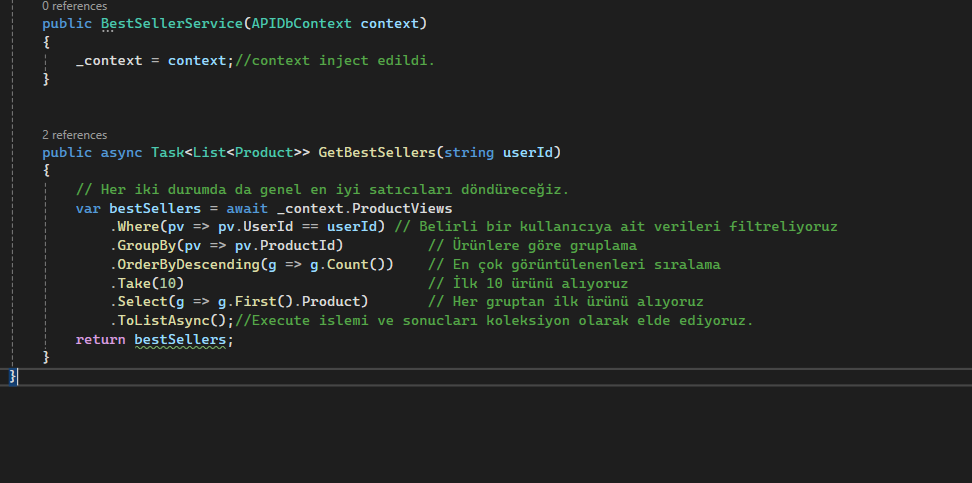 0 references
public BestSellerService(APIDbContext context)
{
_context = context;//context inject edildi.
}
2 references
public async Task<List<Product>> GetBestSellers(string userId)
{
// Her iki durumda da genel en iyi satıcıları döndüreceğiz.
var bestSellers = await _context.ProductViews
.Where(pv => pv.UserId == userId) // Belirli bir kullanıcıya ait verileri filtreliyoruz
.GroupBy(pv => pv.ProductId) // Ürünlere göre gruplama
.OrderByDescending(g => g.Count()) // En çok görüntülenenleri sıralama
.Take(10) // İlk 10 ürünü alıyoruz
.Select(g => g.First().Product) // Her gruptan ilk ürünü alıyoruz
.ToListAsync();//Execute islemi ve sonucları koleksiyon olarak elde ediyoruz.
return bestSellers;
}
}